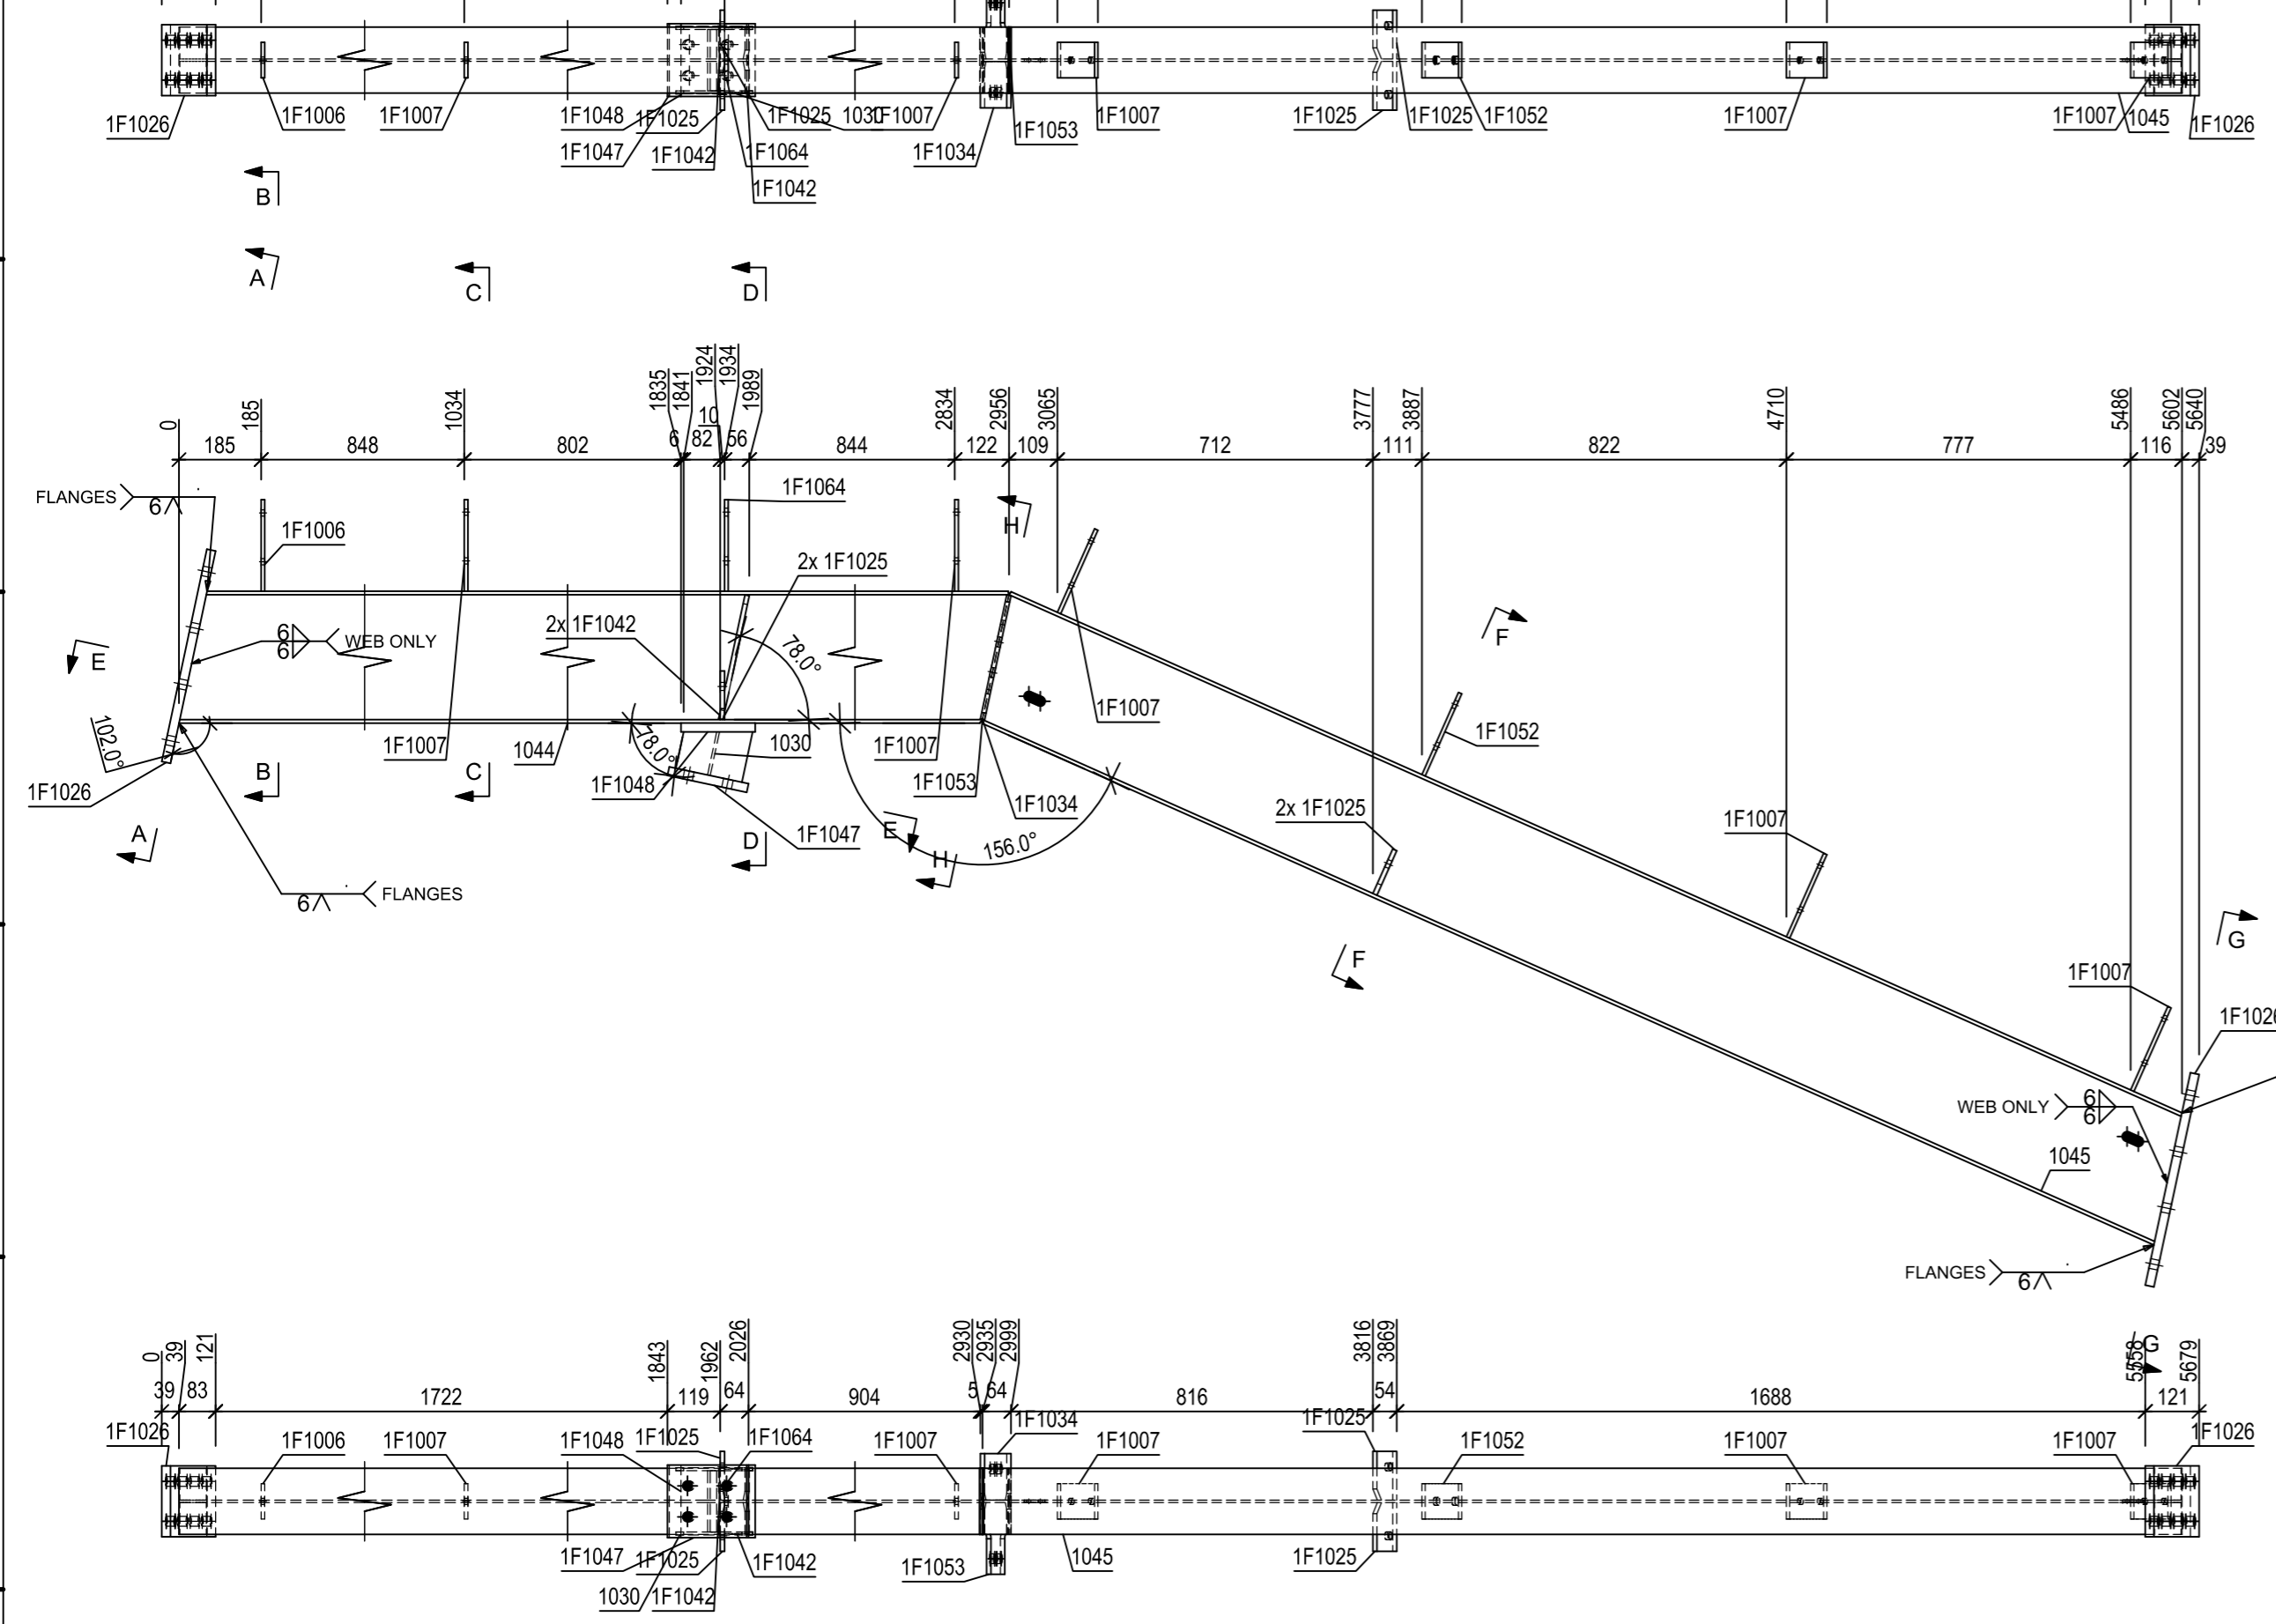 1F1026
1F1006
1F1007
1F1048
1F1025
1F1025
1030
1F1007
1F1047
1F1042
1F1064
1F1042
1F1034
1F1053
1F1007
1F1025
1F1025
1F1052
1F1007
1F1007
1045
1F1026
B
A
C
D
0
185
1034
1835
1841
1924
1934
1989
2834
2956
3065
3777
3887
4710
5486
5602
5640
185
848
802
6
82
10
56
844
122
109
712
111
822
777
116
39
FLANGES
6
1F1006
1F1064
H
2x 1F1025
2x 1F1042
6
6
WEB ONLY
78.0°
E
F
102.0°
1F1007
1044
78.0°
1030
1F1007
1F1007
1F1052
1F1026
B
C
1F1048
1F1053
1F1034
2x 1F1025
1F1007
A
1F1047
D
E
H
156.0°
6
FLANGES
F
G
1F1007
WEB ONLY
6
6
1045
FLANGES
6
0
39
121
1843
1962
2026
2930
2935
2999
3816
3869
5558
G
5679
39
83
1722
119
64
904
5
64
816
54
1688
121
1F1026
1F1006
1F1007
1F1048
1F1025
1F1064
1F1007
1F1034
1F1007
1F1025
1F1052
1F1007
1F1007
1F1026
1F1047
1F1025
1F1042
1030
1F1042
1F1053
1045
1F1025